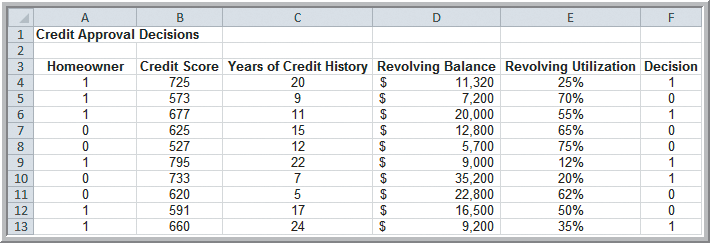 A B C D E F
1 Credit Approval Decisions
2
3 Homeowner Credit Score Years of Credit History Revolving Balance Revolving Utilization Decision
4 1 725 20 $ 11,320 25% 1
5 1 573 9 $ 7,200 70% 0
6 1 677 11 $ 20,000 55% 1
7 0 625 15 $ 12,800 65% 0
8 0 527 12 $ 5,700 75% 0
9 1 795 22 $ 9,000 12% 1
10 0 733 7 $ 35,200 20% 1
11 0 620 5 $ 22,800 62% 0
12 1 591 17 $ 16,500 50% 0
13 1 660 24 $ 9,200 35% 1